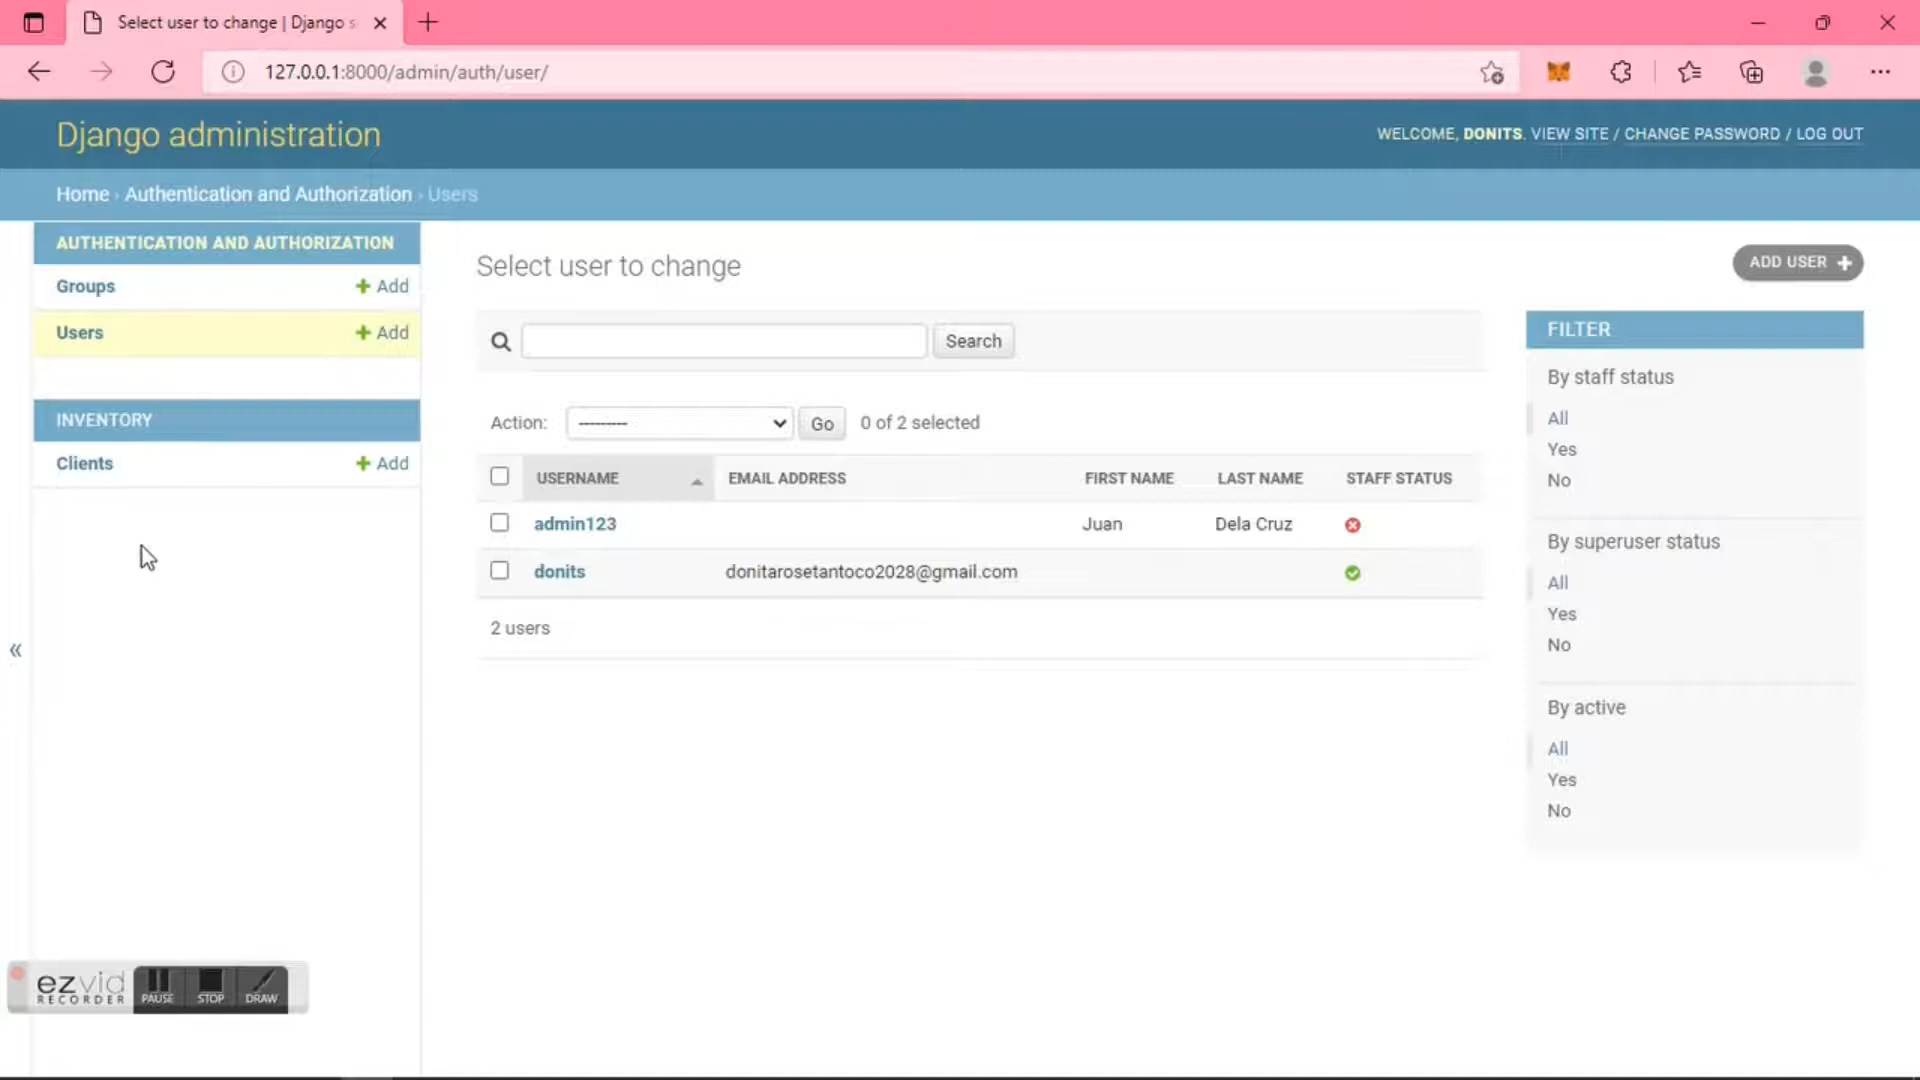 Select user to change | Django s
127.0.0.1:8000/admin/auth/user/
Django administration
WELCOME, DONITS. VIEW SITE / CHANGE PASSWORD / LOG OUT
Home › Authentication and Authorization › Users
AUTHENTICATION AND AUTHORIZATION
Groups + Add
Users + Add
INVENTORY
Clients + Add
«
Select user to change
ADD USER +
Search
Action: --------- Go 0 of 2 selected
USERNAME EMAIL ADDRESS FIRST NAME LAST NAME STAFF STATUS
admin123 Juan Dela Cruz
donits donitarosetantoco2028@gmail.com
2 users
FILTER
By staff status
All
Yes
No
By superuser status
All
Yes
No
By active
All
Yes
No
ezvid
RECORDER
PAUSE STOP DRAW